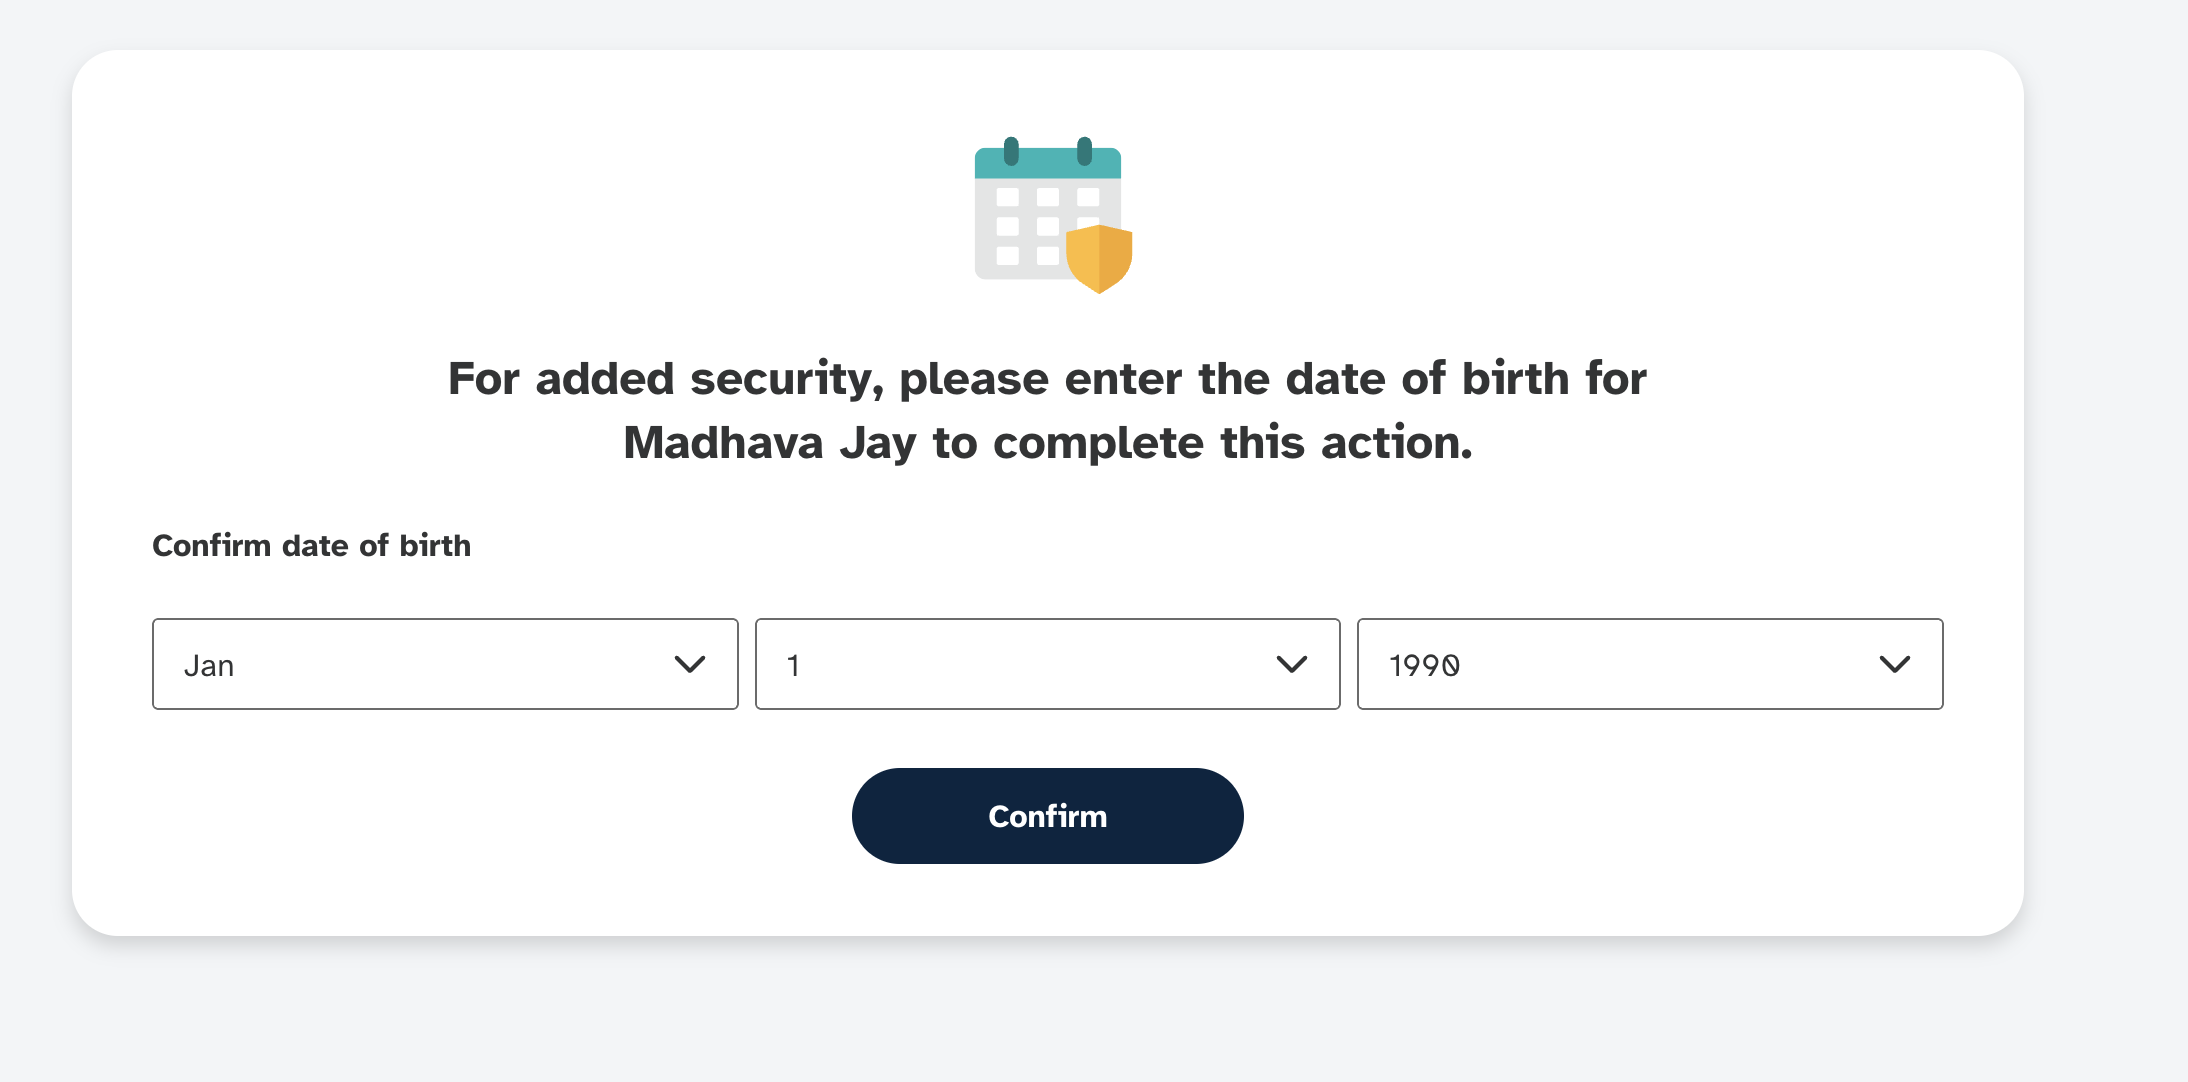 For added security, please enter the date of birth for
Madhava Jay to complete this action.
Confirm date of birth
Jan
1
1990
Confirm